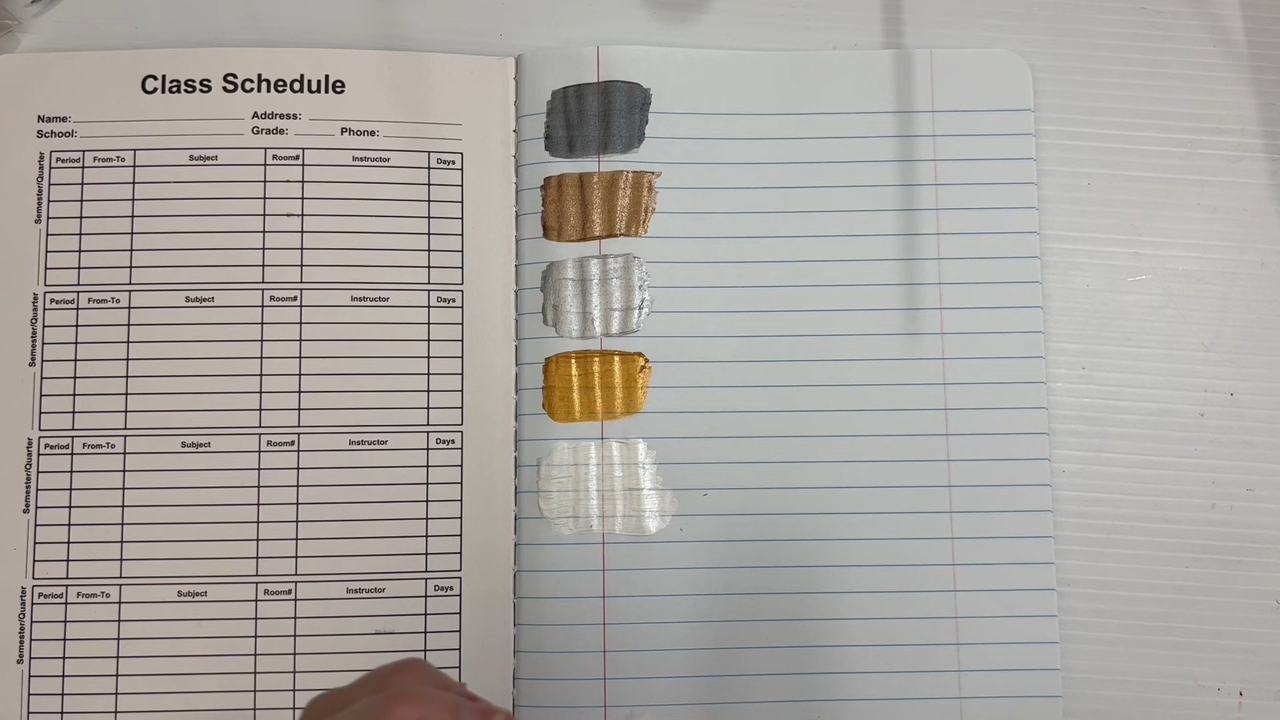 Class Schedule
Name: Address:
School: Grade: Phone:
Semester/Quarter
Period From-To Subject Room# Instructor Days
Semester/Quarter
Period From-To Subject Room# Instructor Days
Semester/Quarter
Period From-To Subject Room# Instructor Days
Semester/Quarter
Period From-To Subject Room# Instructor Days